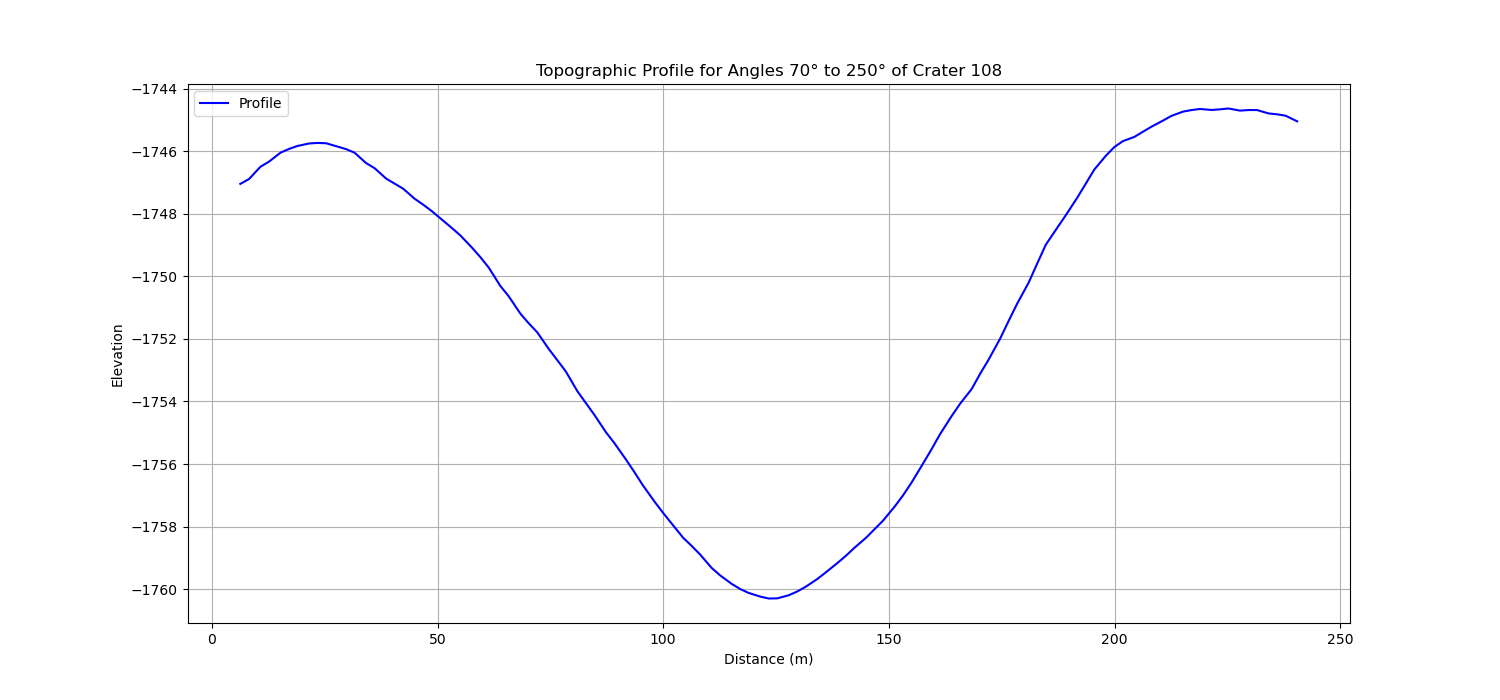 Topographic Profile for Angles 70° to 250° of Crater 108
Profile
−1744
−1746
−1748
−1750
−1752
−1754
−1756
−1758
−1760
Elevation
0 50 100 150 200 250
Distance (m)